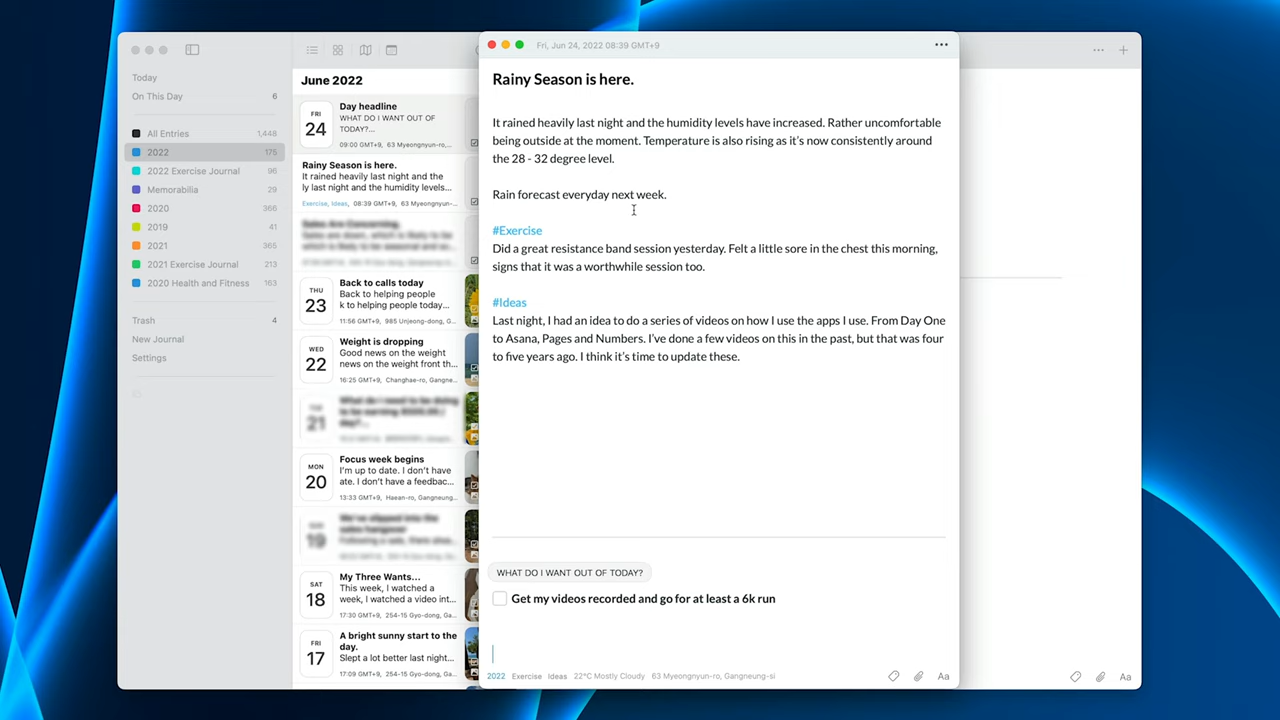 Today
On This Day 6
All Entries 1,448
2022 175
2022 Exercise Journal 96
Memorabilia 29
2020 366
2019 41
2021 365
2021 Exercise Journal 213
2020 Health and Fitness 163
Trash 4
New Journal
Settings
June 2022
FRI
24
Day headline
WHAT DO I WANT OUT OF
TODAY?...
09:00 GMT+9, 63 Myeongnyun-ro,...
Rainy Season is here.
It rained heavily last night and the
ly last night and the humidity levels...
Exercise, Ideas, 08:39 GMT+9, 63 Myeongnyun-...
THU
23
Back to calls today
Back to helping people
k to helping people today...
11:56 GMT+9, 985 Unjeong-dong, G...
WED
22
Weight is dropping
Good news on the weight
news on the weight front th...
16:25 GMT+9, Changhae-ro, Gangne...
21
MON
20
Focus week begins
I'm up to date. I don't have
ate. I don't have a feedbac...
13:33 GMT+9, Haean-ro, Gangneung...
19
SAT
18
My Three Wants...
This week, I watched a
week, I watched a video int...
17:30 GMT+9, 254-15 Gyo-dong, Ga...
FRI
17
A bright sunny start to the
day.
Slept a lot better last night...
17:09 GMT+9, 254-15 Gyo-dong, Ga...
Fri, Jun 24, 2022 08:39 GMT+9
Rainy Season is here.
It rained heavily last night and the humidity levels have increased. Rather uncomfortable
being outside at the moment. Temperature is also rising as it's now consistently around
the 28 - 32 degree level.
Rain forecast everyday next week.
#Exercise
Did a great resistance band session yesterday. Felt a little sore in the chest this morning,
signs that it was a worthwhile session too.
#Ideas
Last night, I had an idea to do a series of videos on how I use the apps I use. From Day One
to Asana, Pages and Numbers. I've done a few videos on this in the past, but that was four
to five years ago. I think it's time to update these.
WHAT DO I WANT OUT OF TODAY?
Get my videos recorded and go for at least a 6k run
2022 Exercise Ideas 22°C Mostly Cloudy 63 Myeongnyun-ro, Gangneung-si
Aa
Aa